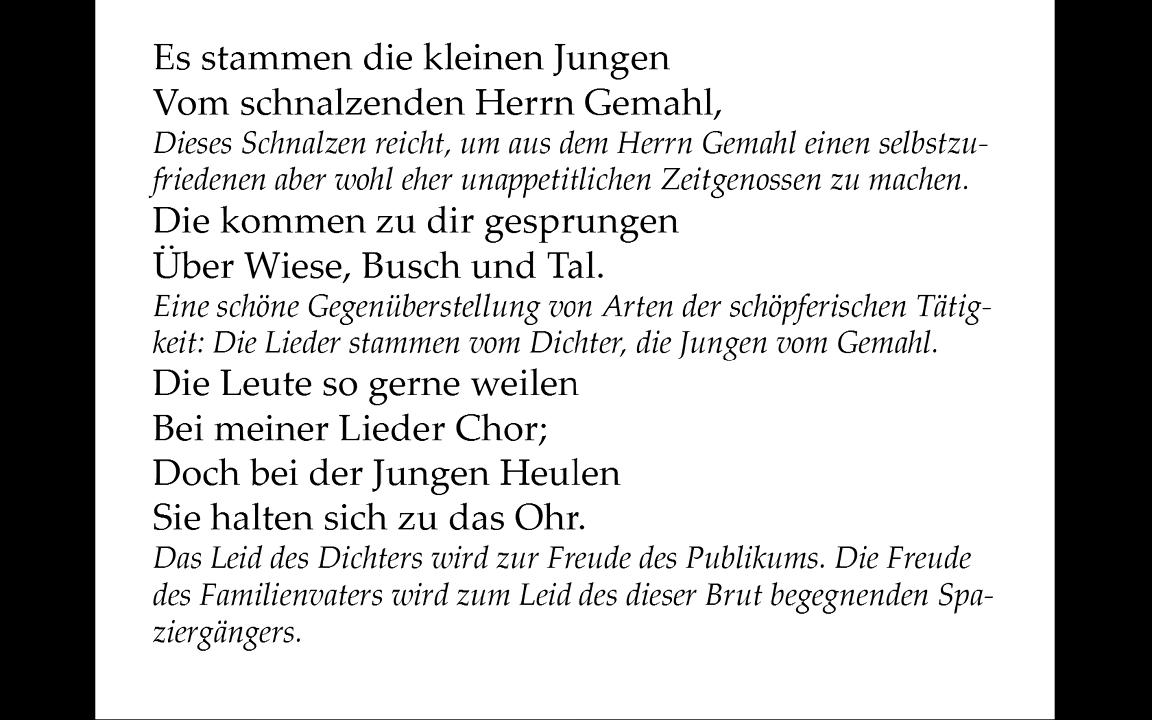 Es stammen die kleinen Jungen
Vom schnalzenden Herrn Gemahl,
Dieses Schnalzen reicht, um aus dem Herrn Gemahl einen selbstzu-
friedenen aber wohl eher unappetitlichen Zeitgenossen zu machen.
Die kommen zu dir gesprungen
Über Wiese, Busch und Tal.
Eine schöne Gegenüberstellung von Arten der schöpferischen Tätig-
keit: Die Lieder stammen vom Dichter, die Jungen vom Gemahl.
Die Leute so gerne weilen
Bei meiner Lieder Chor;
Doch bei der Jungen Heulen
Sie halten sich zu das Ohr.
Das Leid des Dichters wird zur Freude des Publikums. Die Freude
des Familienvaters wird zum Leid des dieser Brut begegnenden Spa-
ziergängers.